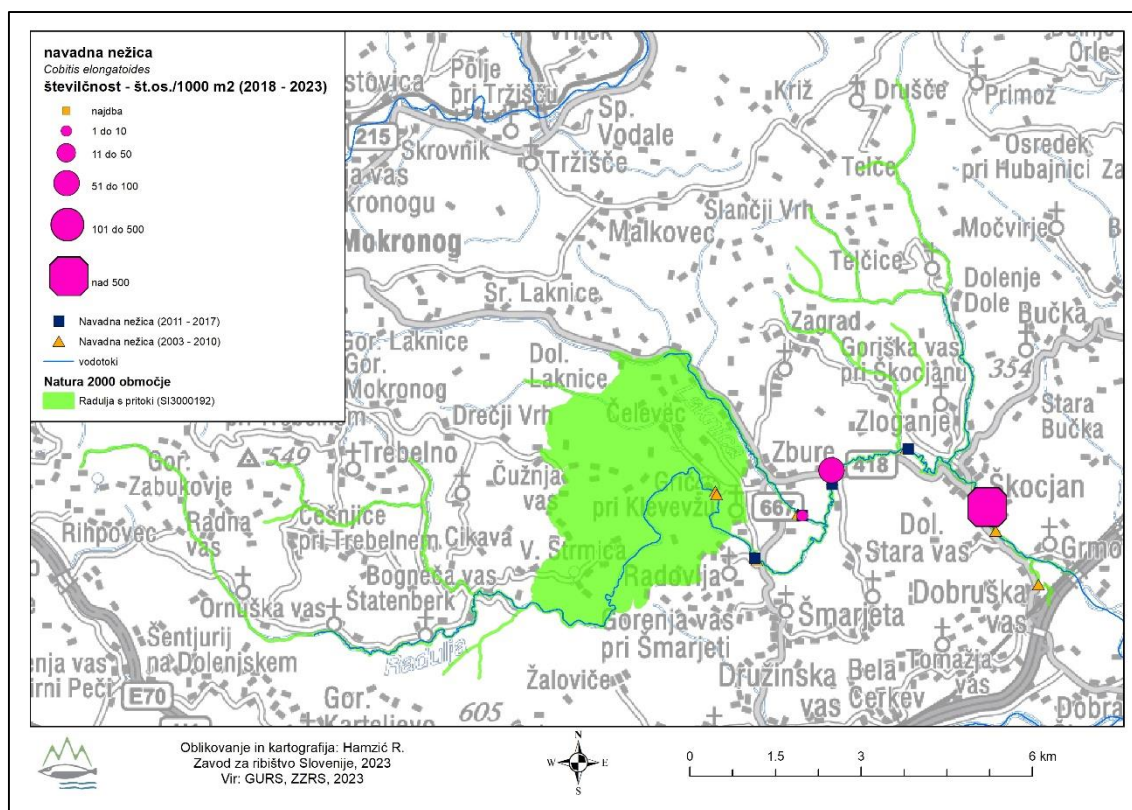 navadna nežica
Cobitis elongatoides
številčnost - št.os./1000 m2 (2018 - 2023)
najdba
1 do 10
11 do 50
51 do 100
101 do 500
nad 500
Navadna nežica (2011 - 2017)
Navadna nežica (2003 - 2010)
vodotoki
Natura 2000 območje
Radulja s pritoki (SI3000192)
Polje
pri Tržišču
Sp.
Vodale
215
Skrovnik
Tržišče
Križ
Drušče
Primož
Dolnje
Orle
Osredek
pri Hubajnici
Telče
Slančji Vrh
Malkovec
Mokronog
Močvirje
Telčice
Dolenje
Dole
Bučka
Sr. Laknice
Zagrad
Goriška vas
pri Škocjanu
354
Stara
Bučka
Gor. Laknice
Gor.
Mokronog
Dol.
Laknice
Čelevec
Drečji Vrh
Zloganje
Zbure
418
Škocjan
Gor.
Zabukovje
549
Trebelno
Čužnja
vas
Grič
pri Klevevžu
667
Dol.
Stara vas
Grmo
Rihpovec
Radna
vas
Češnjice
pri Trebelnem
Cikava
V. Strmica
Radovlja
Dobruška
vas
Bogneča vas
Šmarjeta
Ornuška vas
Štatenberk
Gorenja vas
pri Šmarjeti
Šentjurij
na Dolenjskem
Radulja
Družinska
vas
Bela
Cerkev
Tomažja
vas
Žaloviče
E70
Gor.
Karteljevo
605
Dobra
Oblikovanje in kartografija: Hamzić R.
Zavod za ribištvo Slovenije, 2023
Vir: GURS, ZZRS, 2023
N
W
E
S
0
1.5
3
6 km